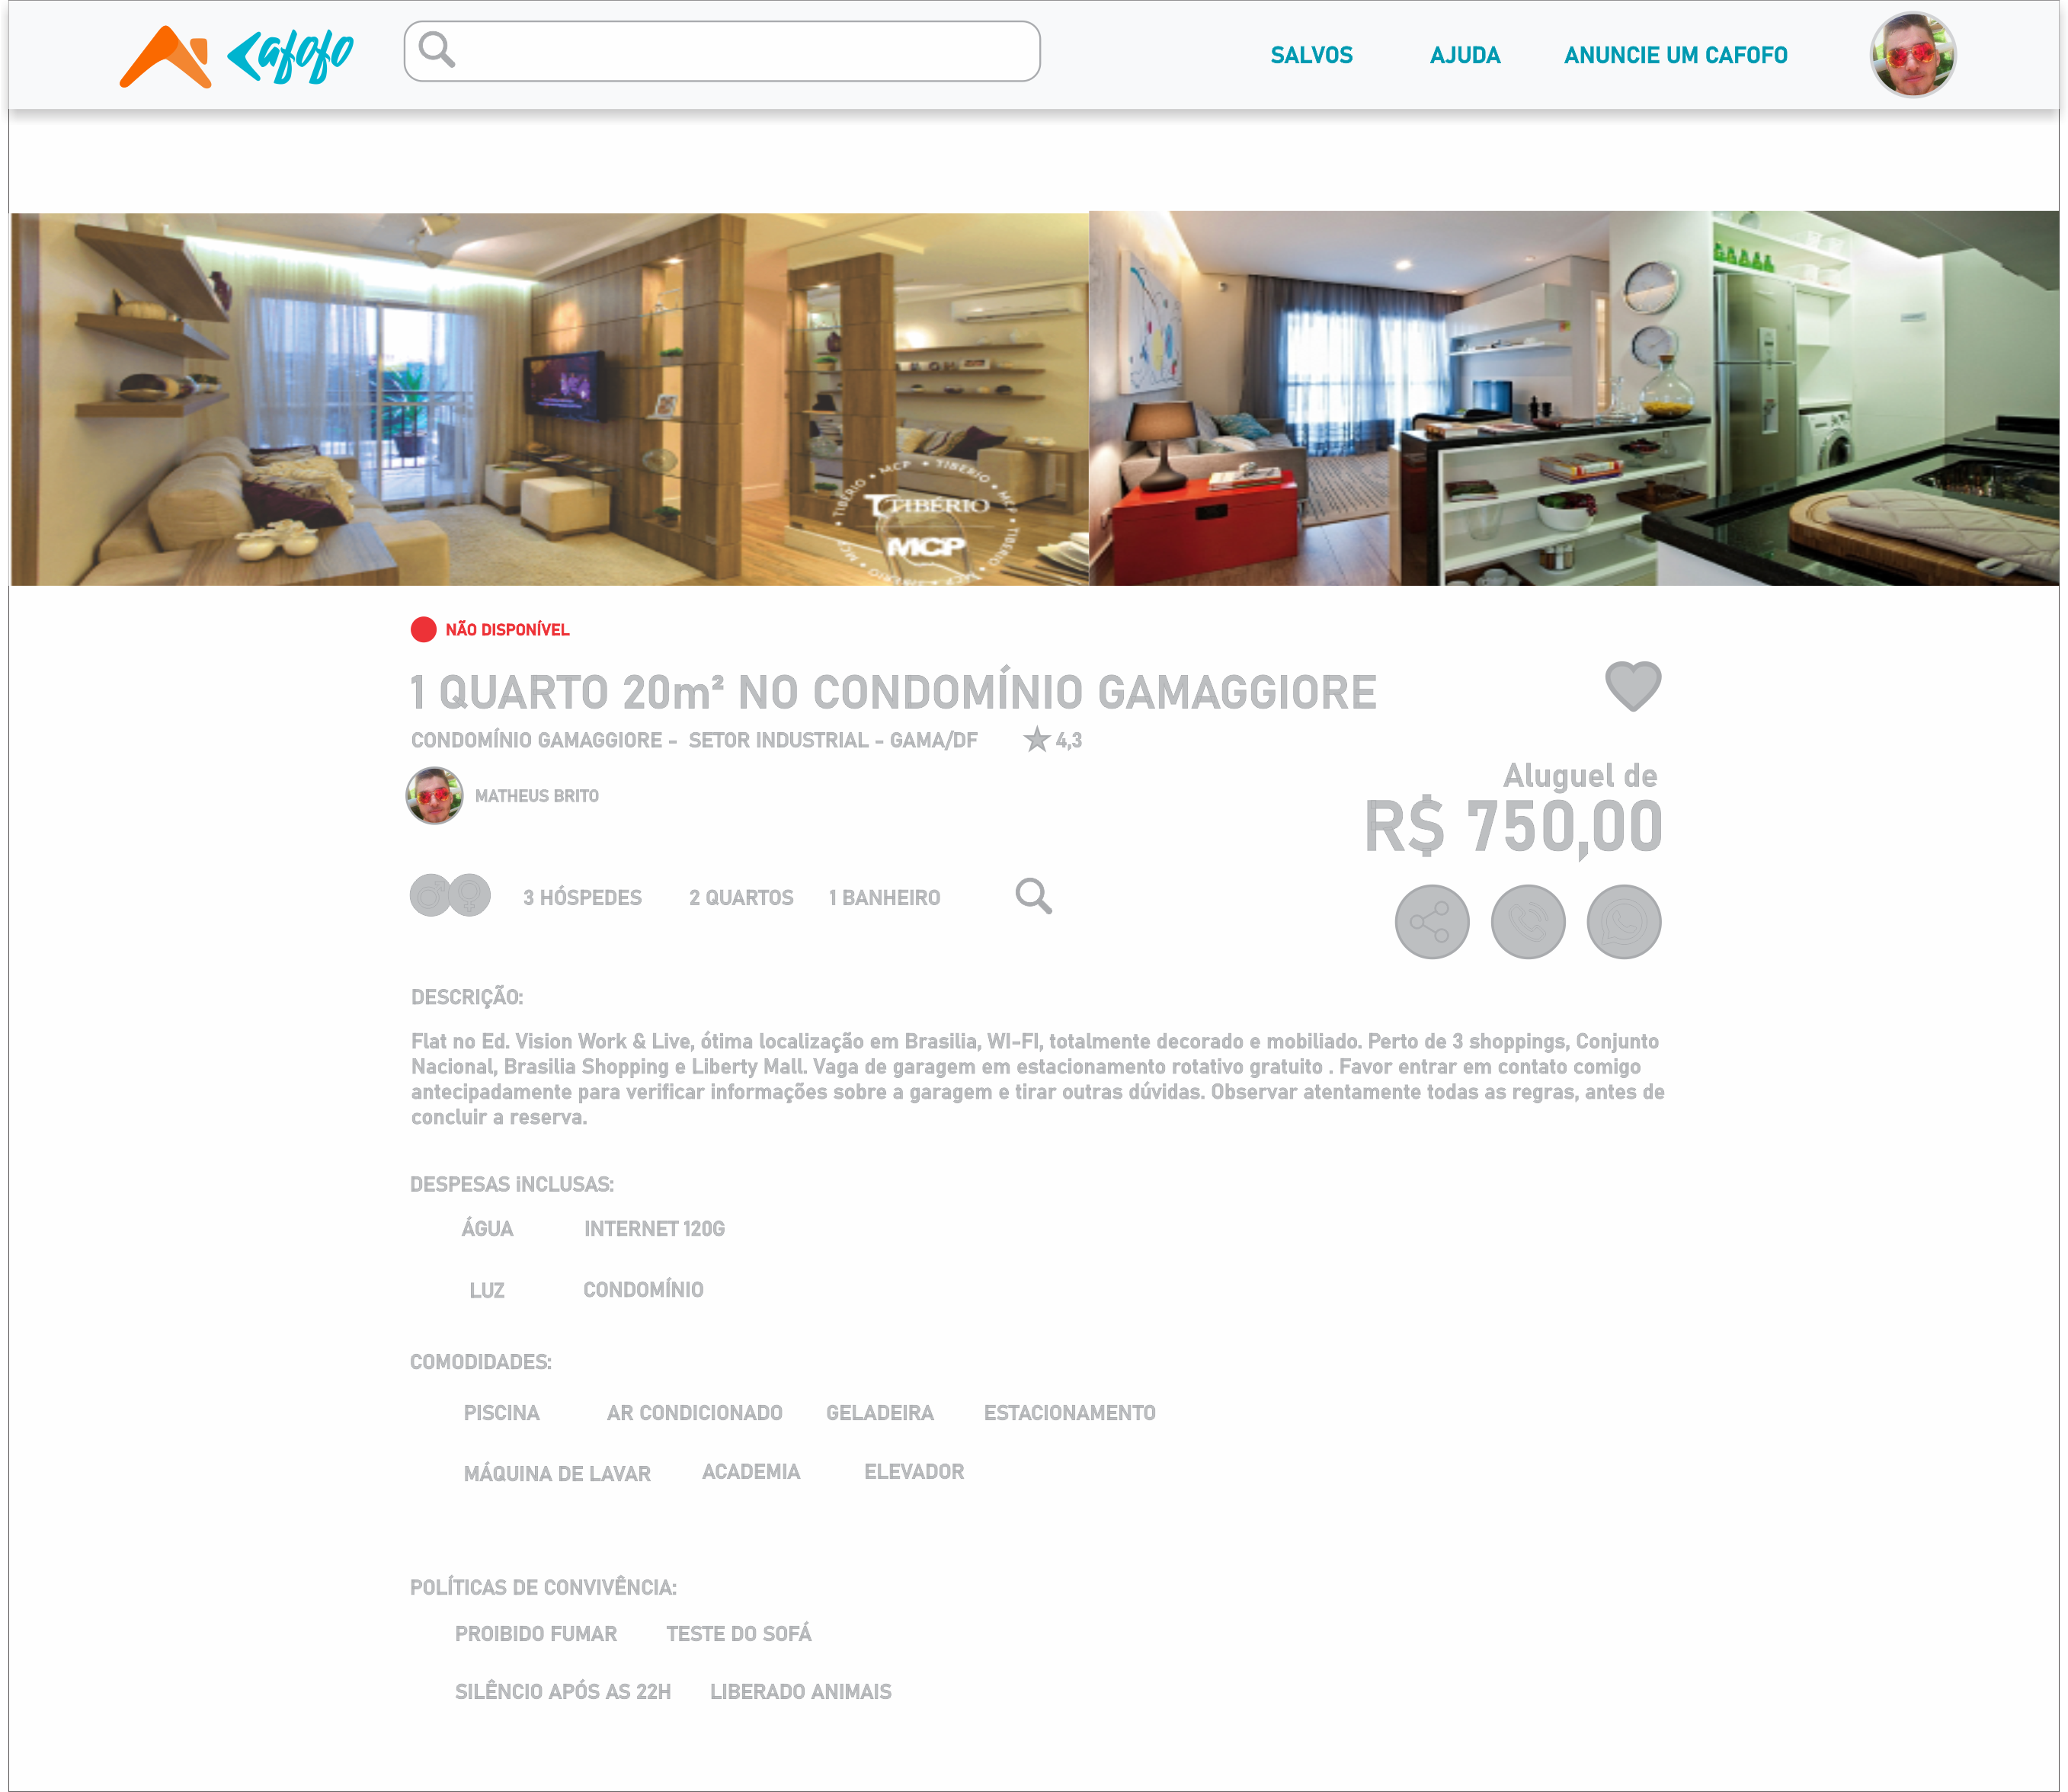 Cafofo
SALVOS AJUDA ANUNCIE UM CAFOFO
TIBÉRIO
MCP
NÃO DISPONÍVEL
1 QUARTO 20m² NO CONDOMÍNIO GAMAGGIORE
CONDOMÍNIO GAMAGGIORE - SETOR INDUSTRIAL - GAMA/DF 4,3
MATHEUS BRITO
Aluguel de
R$ 750,00
3 HÓSPEDES 2 QUARTOS 1 BANHEIRO
DESCRIÇÃO:
Flat no Ed. Vision Work & Live, ótima localização em Brasilia, WI-FI, totalmente decorado e mobiliado. Perto de 3 shoppings, Conjunto
Nacional, Brasilia Shopping e Liberty Mall. Vaga de garagem em estacionamento rotativo gratuito . Favor entrar em contato comigo
antecipadamente para verificar informações sobre a garagem e tirar outras dúvidas. Observar atentamente todas as regras, antes de
concluir a reserva.
DESPESAS iNCLUSAS:
ÁGUA INTERNET 120G
LUZ CONDOMÍNIO
COMODIDADES:
PISCINA AR CONDICIONADO GELADEIRA ESTACIONAMENTO
MÁQUINA DE LAVAR ACADEMIA ELEVADOR
POLÍTICAS DE CONVIVÊNCIA:
PROIBIDO FUMAR TESTE DO SOFÁ
SILÊNCIO APÓS AS 22H LIBERADO ANIMAIS